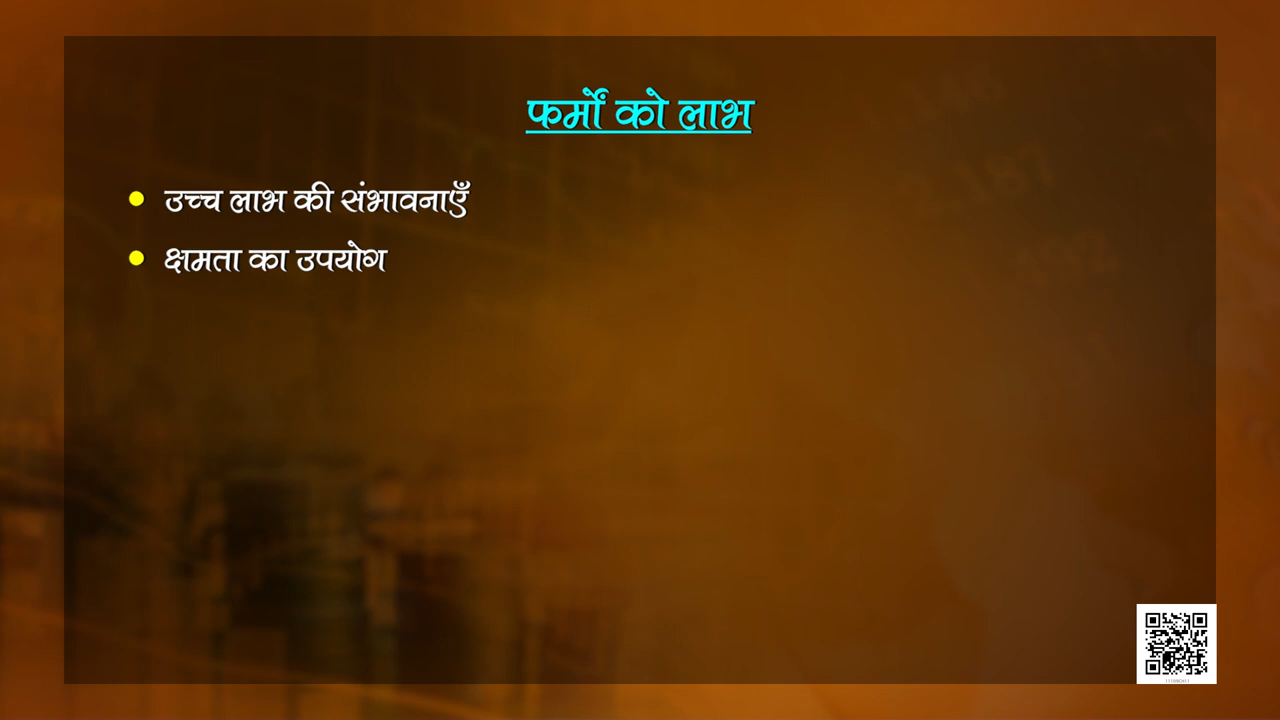 फर्मों को लाभ
उच्च लाभ की संभावनाएँ
क्षमता का उपयोग